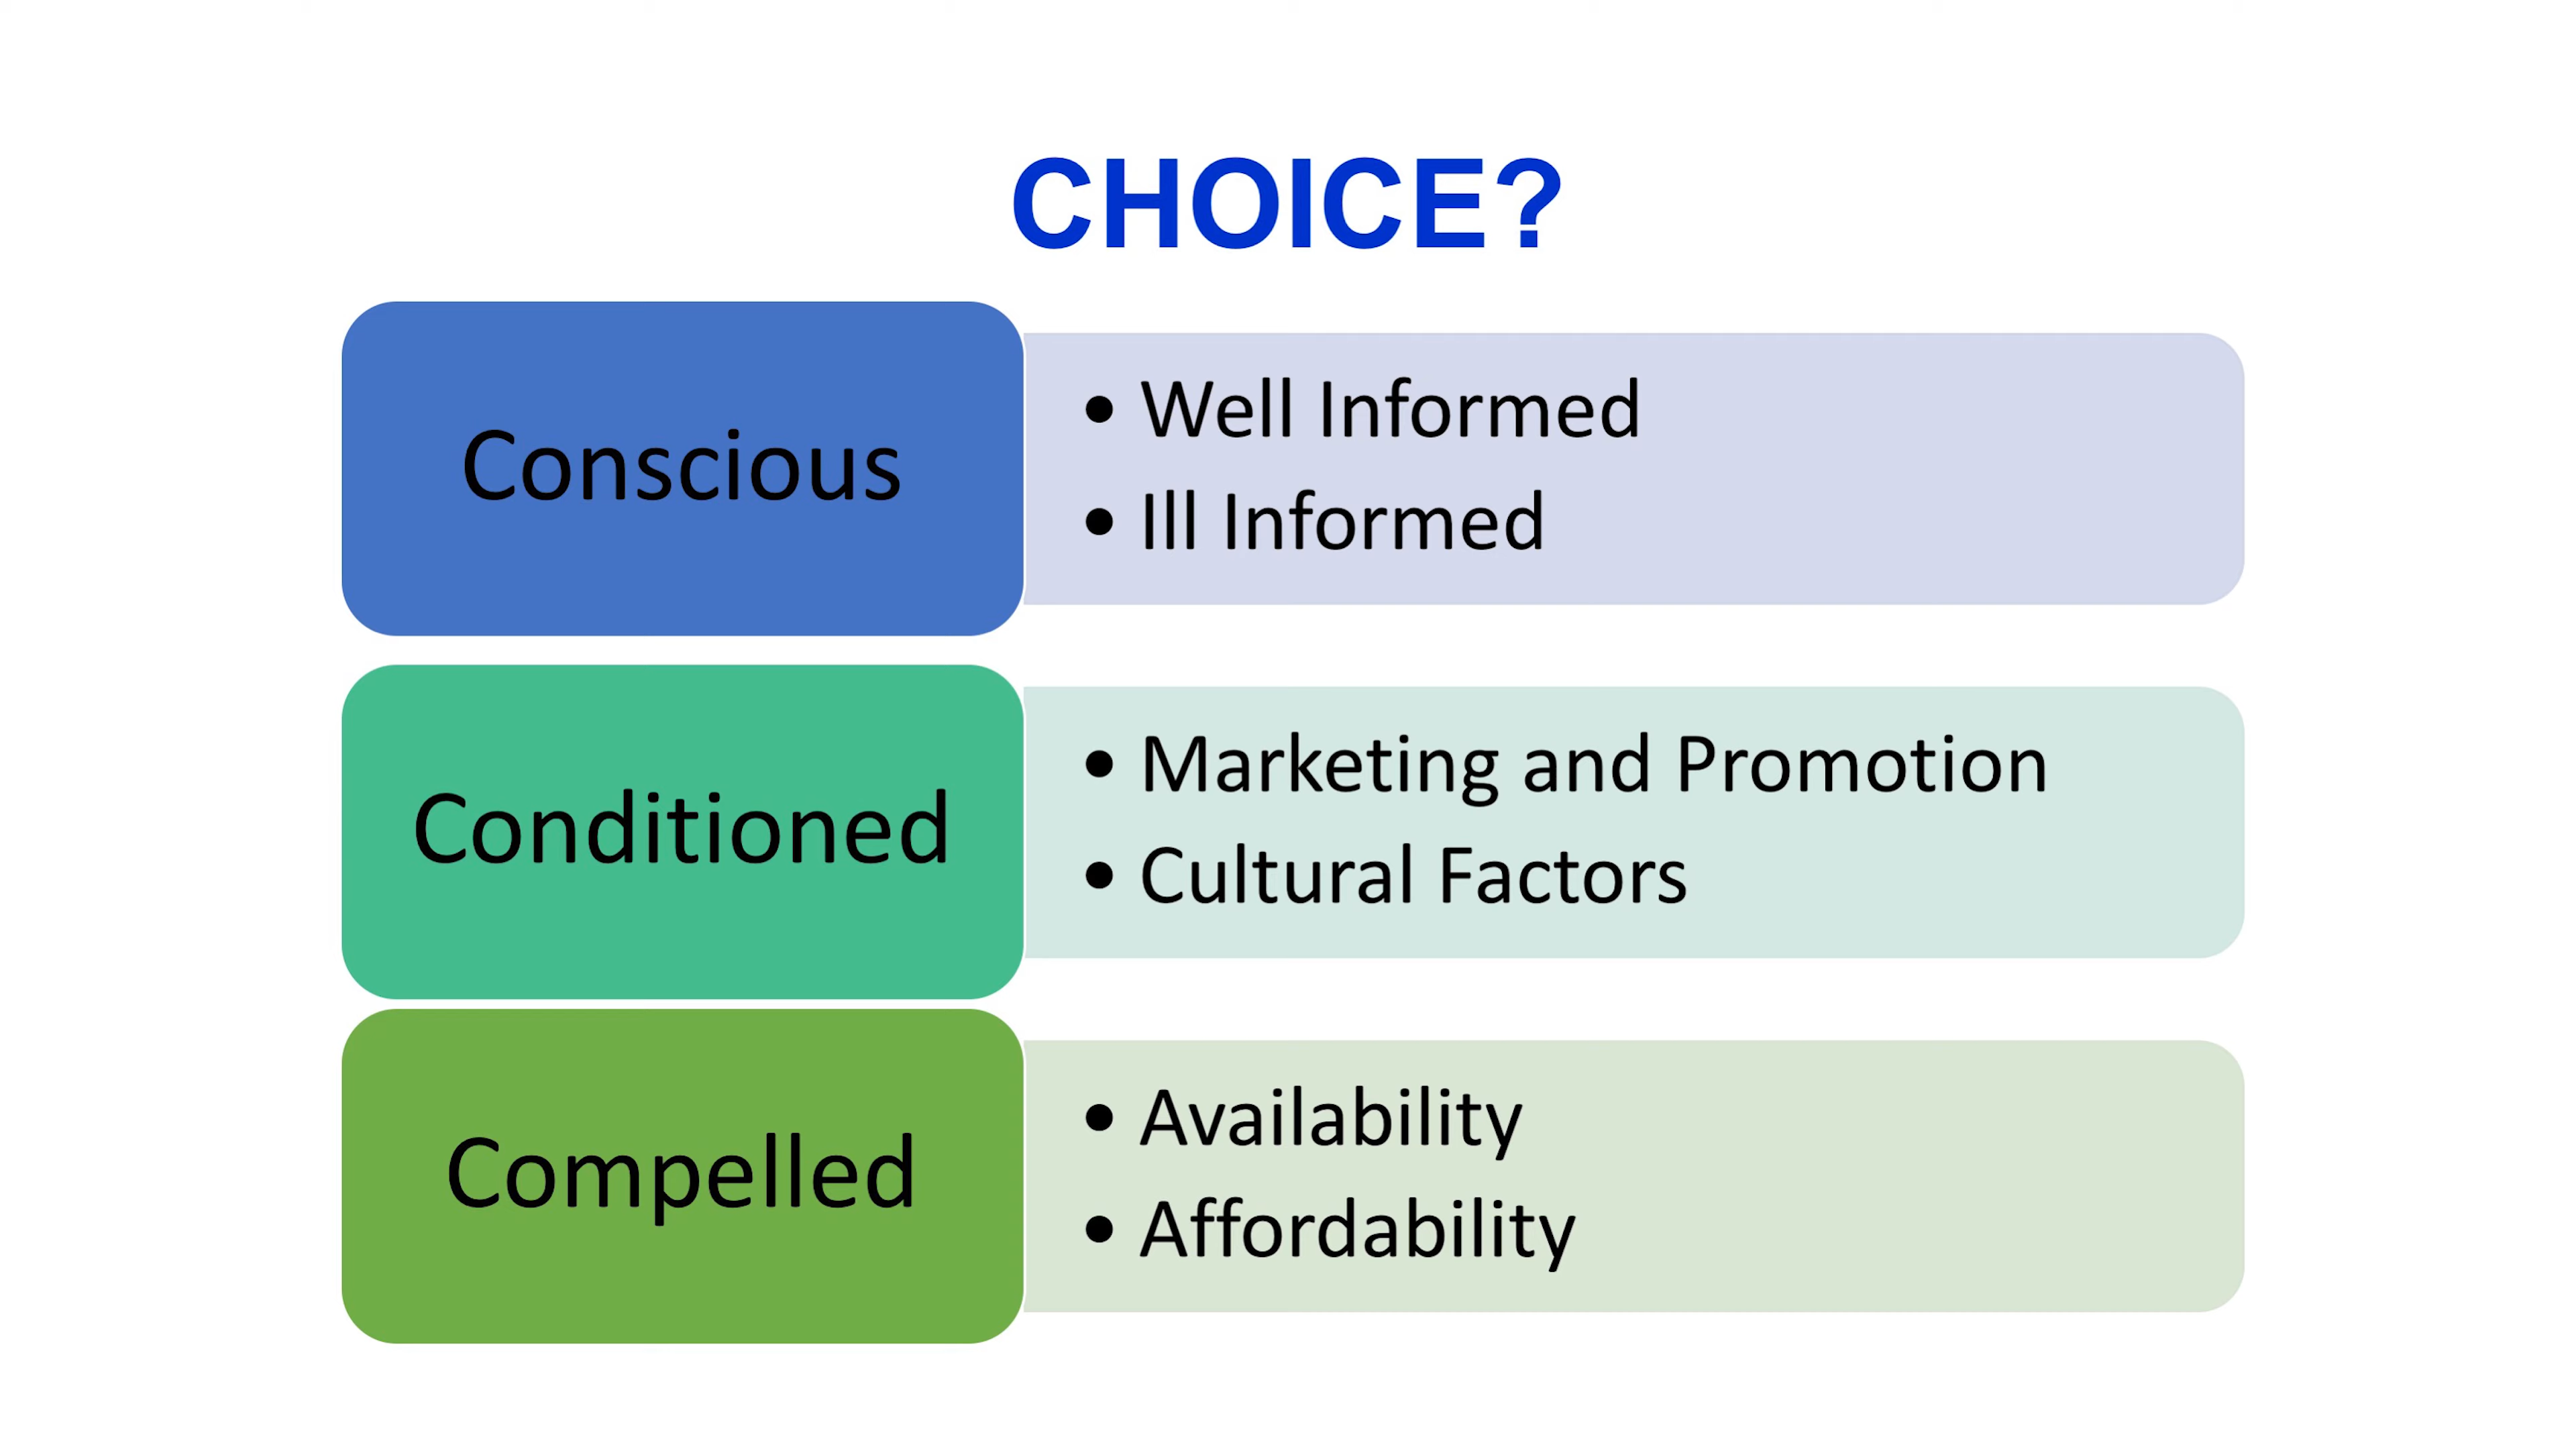 CHOICE?
Conscious
• Well Informed
• Ill Informed
Conditioned
• Marketing and Promotion
• Cultural Factors
Compelled
• Availability
• Affordability